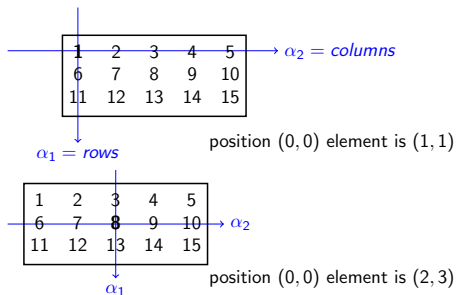 1 2 3 4 5 α₂ = columns
6 7 8 9 10
11 12 13 14 15
position (0, 0) element is (1, 1)
α₁ = rows
1 2 3 4 5
6 7 8 9 10 α₂
11 12 13 14 15
position (0, 0) element is (2, 3)
α₁